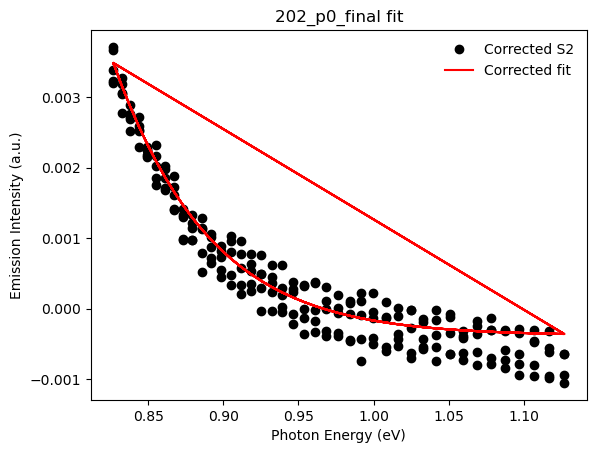 202_p0_final fit
Corrected S2
Corrected fit
Emission Intensity (a.u.)
0.003
0.002
0.001
0.000
−0.001
0.85 0.90 0.95 1.00 1.05 1.10
Photon Energy (eV)